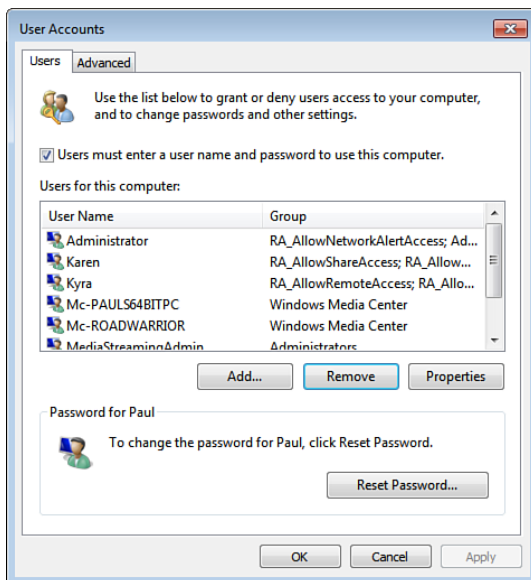 User Accounts
Users Advanced
Use the list below to grant or deny users access to your computer,
and to change passwords and other settings.
Users must enter a user name and password to use this computer.
Users for this computer:
User Name Group
Administrator RA_AllowNetworkAlertAccess; Ad...
Karen RA_AllowShareAccess; RA_Allow...
Kyra RA_AllowRemoteAccess; RA_Allo...
Mc-PAULS64BITPC Windows Media Center
Mc-ROADWARRIOR Windows Media Center
MediaStreamingAdmin Administrators
Add... Remove Properties
Password for Paul
To change the password for Paul, click Reset Password.
Reset Password...
OK Cancel Apply